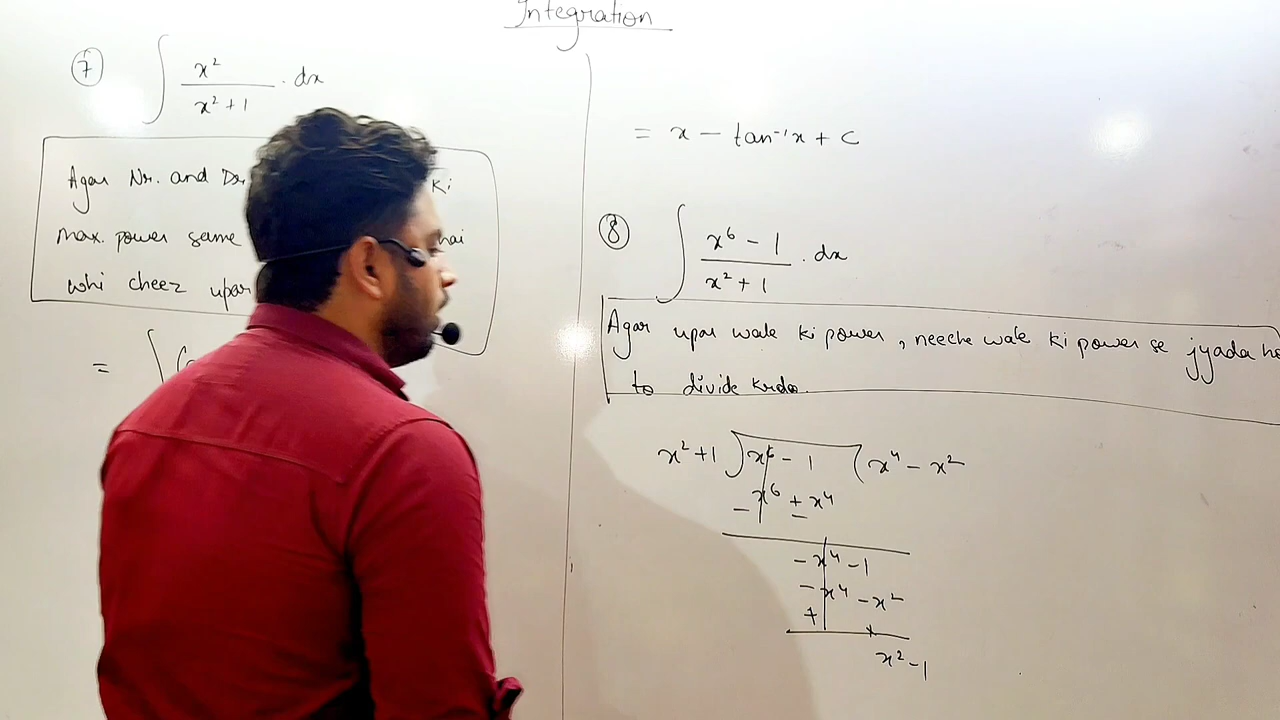 Integration
7 ∫ x²/(x² + 1) . dx
Agar Nr. and Dr. ki
max. power same hai
whi cheez upar
= ∫
= x - tan⁻¹x + c
8 ∫ (x⁶ - 1)/(x² + 1) . dx
Agar upar wale ki power, neeche wale ki power se jyada ho
to divide krdo.
x² + 1 ) x⁶ - 1 ( x⁴ - x²
- x⁶ + x⁴
-
- x⁴ - 1
- x⁴ - x²
+ +
x² - 1